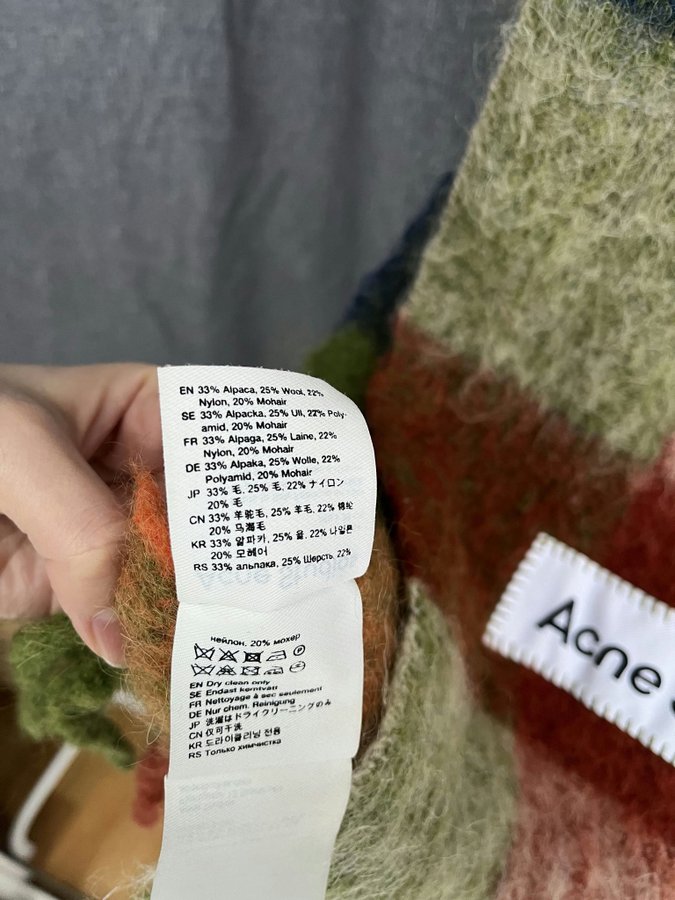 EN 33% Alpaca, 25% Wool, 22%
Nylon, 20% Mohair
SE 33% Alpacka, 25% Ull, 22% Poly-
amid, 20% Mohair
FR 33% Alpaga, 25% Laine, 22%
Nylon, 20% Mohair
DE 33% Alpaka, 25% Wolle, 22%
Polyamid, 20% Mohair
JP 33% 毛, 25% 毛, 22% ナイロン
20% 毛
CN 33% 羊驼毛, 25% 羊毛, 22% 锦纶
20% 马海毛
KR 33% 알파카, 25% 울, 22% 나일론
20% 모헤어
RS 33% альпака, 25% Шерсть, 22%
нейлон, 20% мохер
EN Dry clean only
SE Endast kemtvätt
FR Nettoyage à sec seulement
DE Nur chem. Reinigung
JP 洗濯はドライクリーニングのみ
CN 仅可干洗
KR 드라이클리닝 전용
RS Только химчистка
Acne